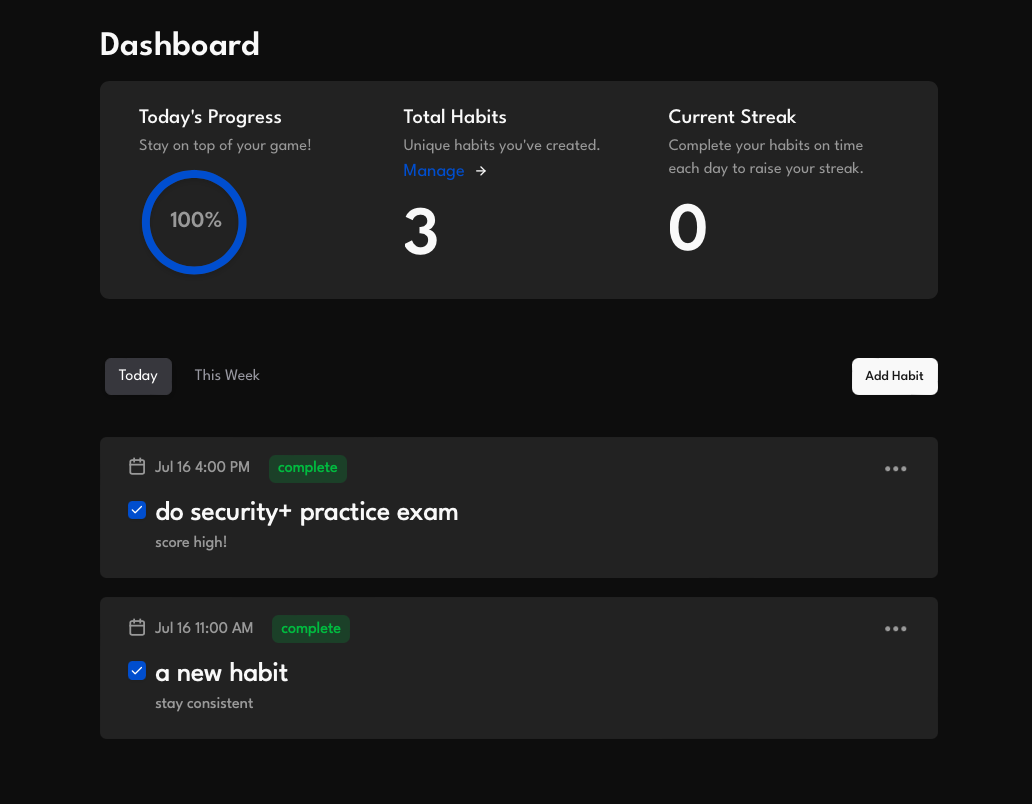 Dashboard
Today's Progress
Stay on top of your game!
100%
Total Habits
Unique habits you've created.
Manage →
3
Current Streak
Complete your habits on time
each day to raise your streak.
0
Today
This Week
Add Habit
Jul 16 4:00 PM complete
do security+ practice exam
score high!
Jul 16 11:00 AM complete
a new habit
stay consistent